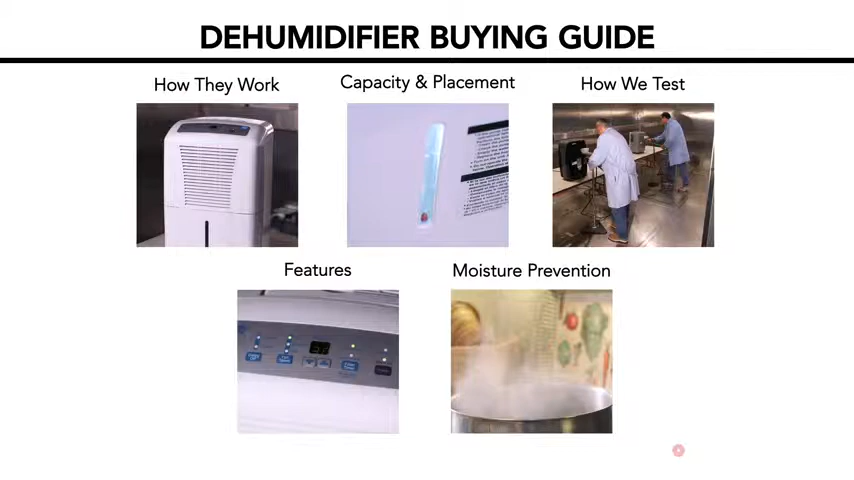 DEHUMIDIFIER BUYING GUIDE
How They Work
Capacity & Placement
How We Test
Features
Moisture Prevention